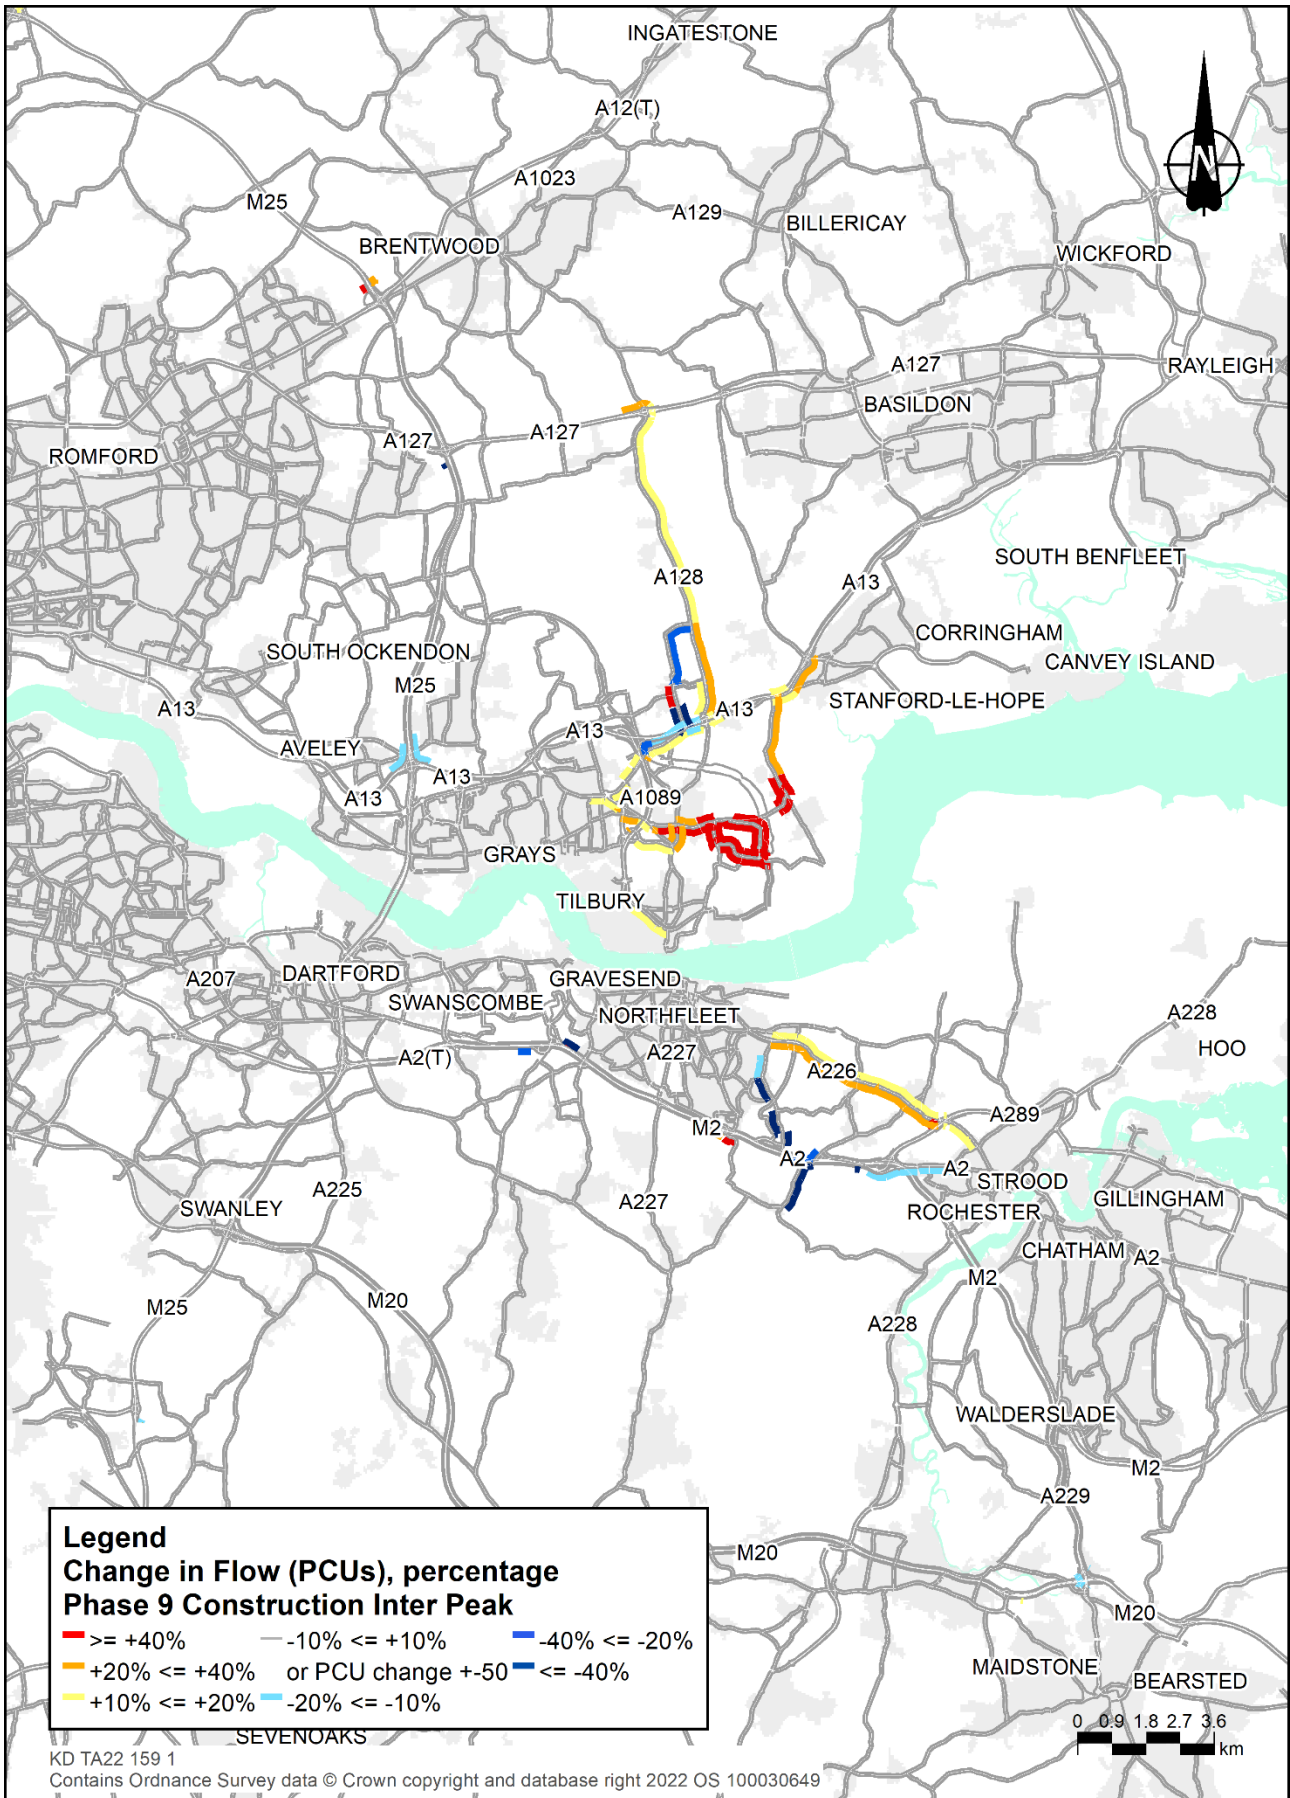 INGATESTONE
A12(T)
A1023
M25
A129
BILLERICAY
BRENTWOOD
WICKFORD
N
A127
RAYLEIGH
BASILDON
A127
A127
ROMFORD
SOUTH BENFLEET
A128
A13
CORRINGHAM
SOUTH OCKENDON
CANVEY ISLAND
M25
STANFORD-LE-HOPE
A13
A13
A13
AVELEY
A13
A13
A1089
GRAYS
TILBURY
A207
DARTFORD
GRAVESEND
SWANSCOMBE
NORTHFLEET
A228
HOO
A2(T)
A227
A226
A289
M2
A2
A2
STROOD
A225
GILLINGHAM
SWANLEY
A227
ROCHESTER
CHATHAM
A2
M2
M25
M20
A228
WALDERSLADE
M2
A229
M20
M20
MAIDSTONE
BEARSTED
Legend
Change in Flow (PCUs), percentage
Phase 9 Construction Inter Peak
>= +40%
-10% <= +10%
-40% <= -20%
+20% <= +40%
or PCU change +-50
<= -40%
+10% <= +20%
-20% <= -10%
SEVENOAKS
0 0.9 1.8 2.7 3.6
km
KD TA22 159 1
Contains Ordnance Survey data © Crown copyright and database right 2022 OS 100030649